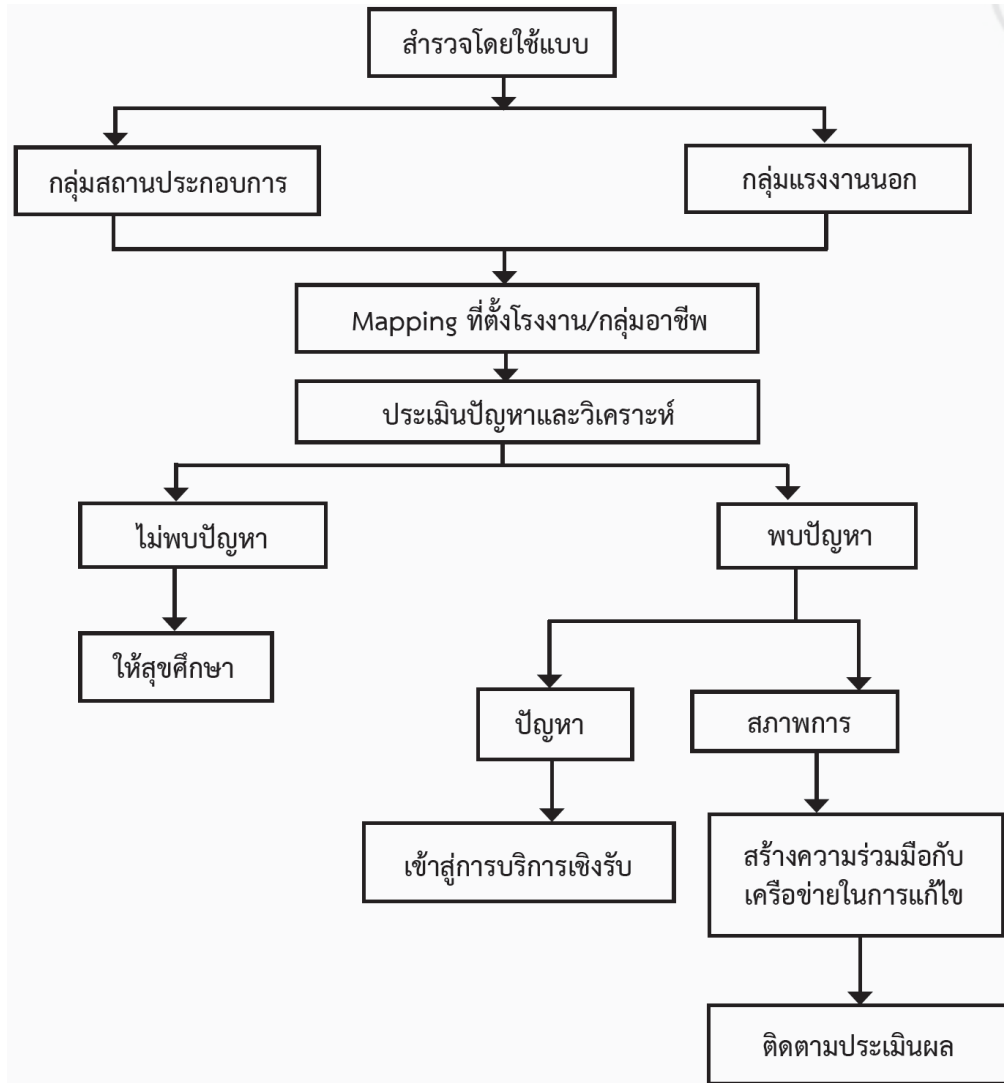 สำรวจโดยใช้แบบ
กลุ่มสถานประกอบการ
กลุ่มแรงงานนอก
Mapping ที่ตั้งโรงงาน/กลุ่มอาชีพ
ประเมินปัญหาและวิเคราะห์
ไม่พบปัญหา
พบปัญหา
ให้สุขศึกษา
ปัญหา
สภาพการ
เข้าสู่การบริการเชิงรับ
สร้างความร่วมมือกับ
เครือข่ายในการแก้ไข
ติดตามประเมินผล